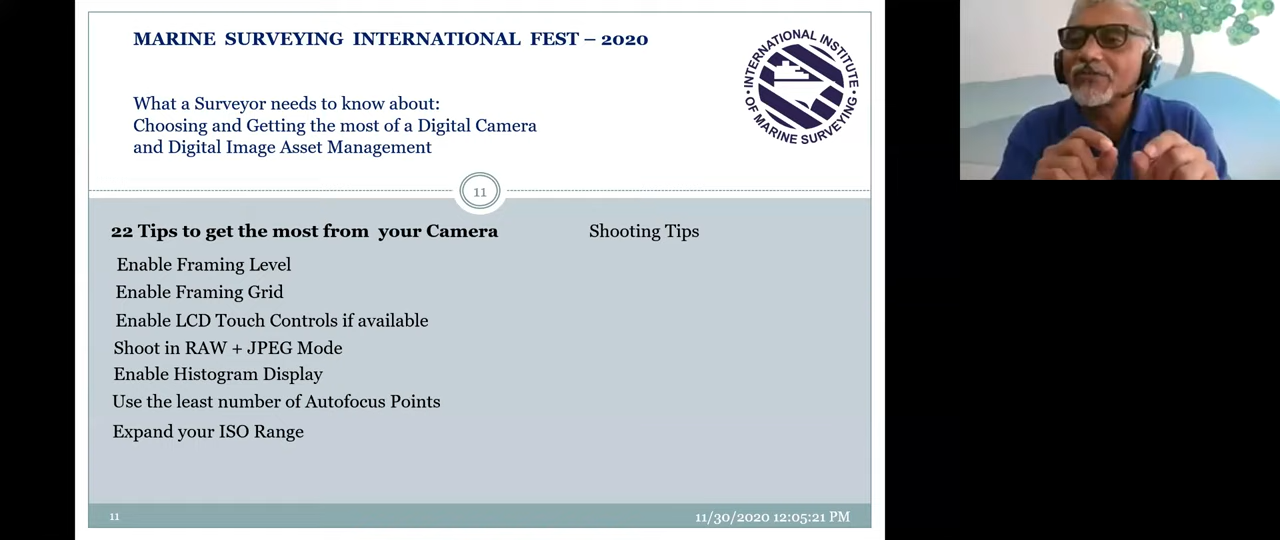 MARINE SURVEYING INTERNATIONAL FEST – 2020
INTERNATIONAL INSTITUTE
OF MARINE SURVEYING
What a Surveyor needs to know about:
Choosing and Getting the most of a Digital Camera
and Digital Image Asset Management
11
22 Tips to get the most from your Camera
Shooting Tips
Enable Framing Level
Enable Framing Grid
Enable LCD Touch Controls if available
Shoot in RAW + JPEG Mode
Enable Histogram Display
Use the least number of Autofocus Points
Expand your ISO Range
11
11/30/2020 12:05:21 PM